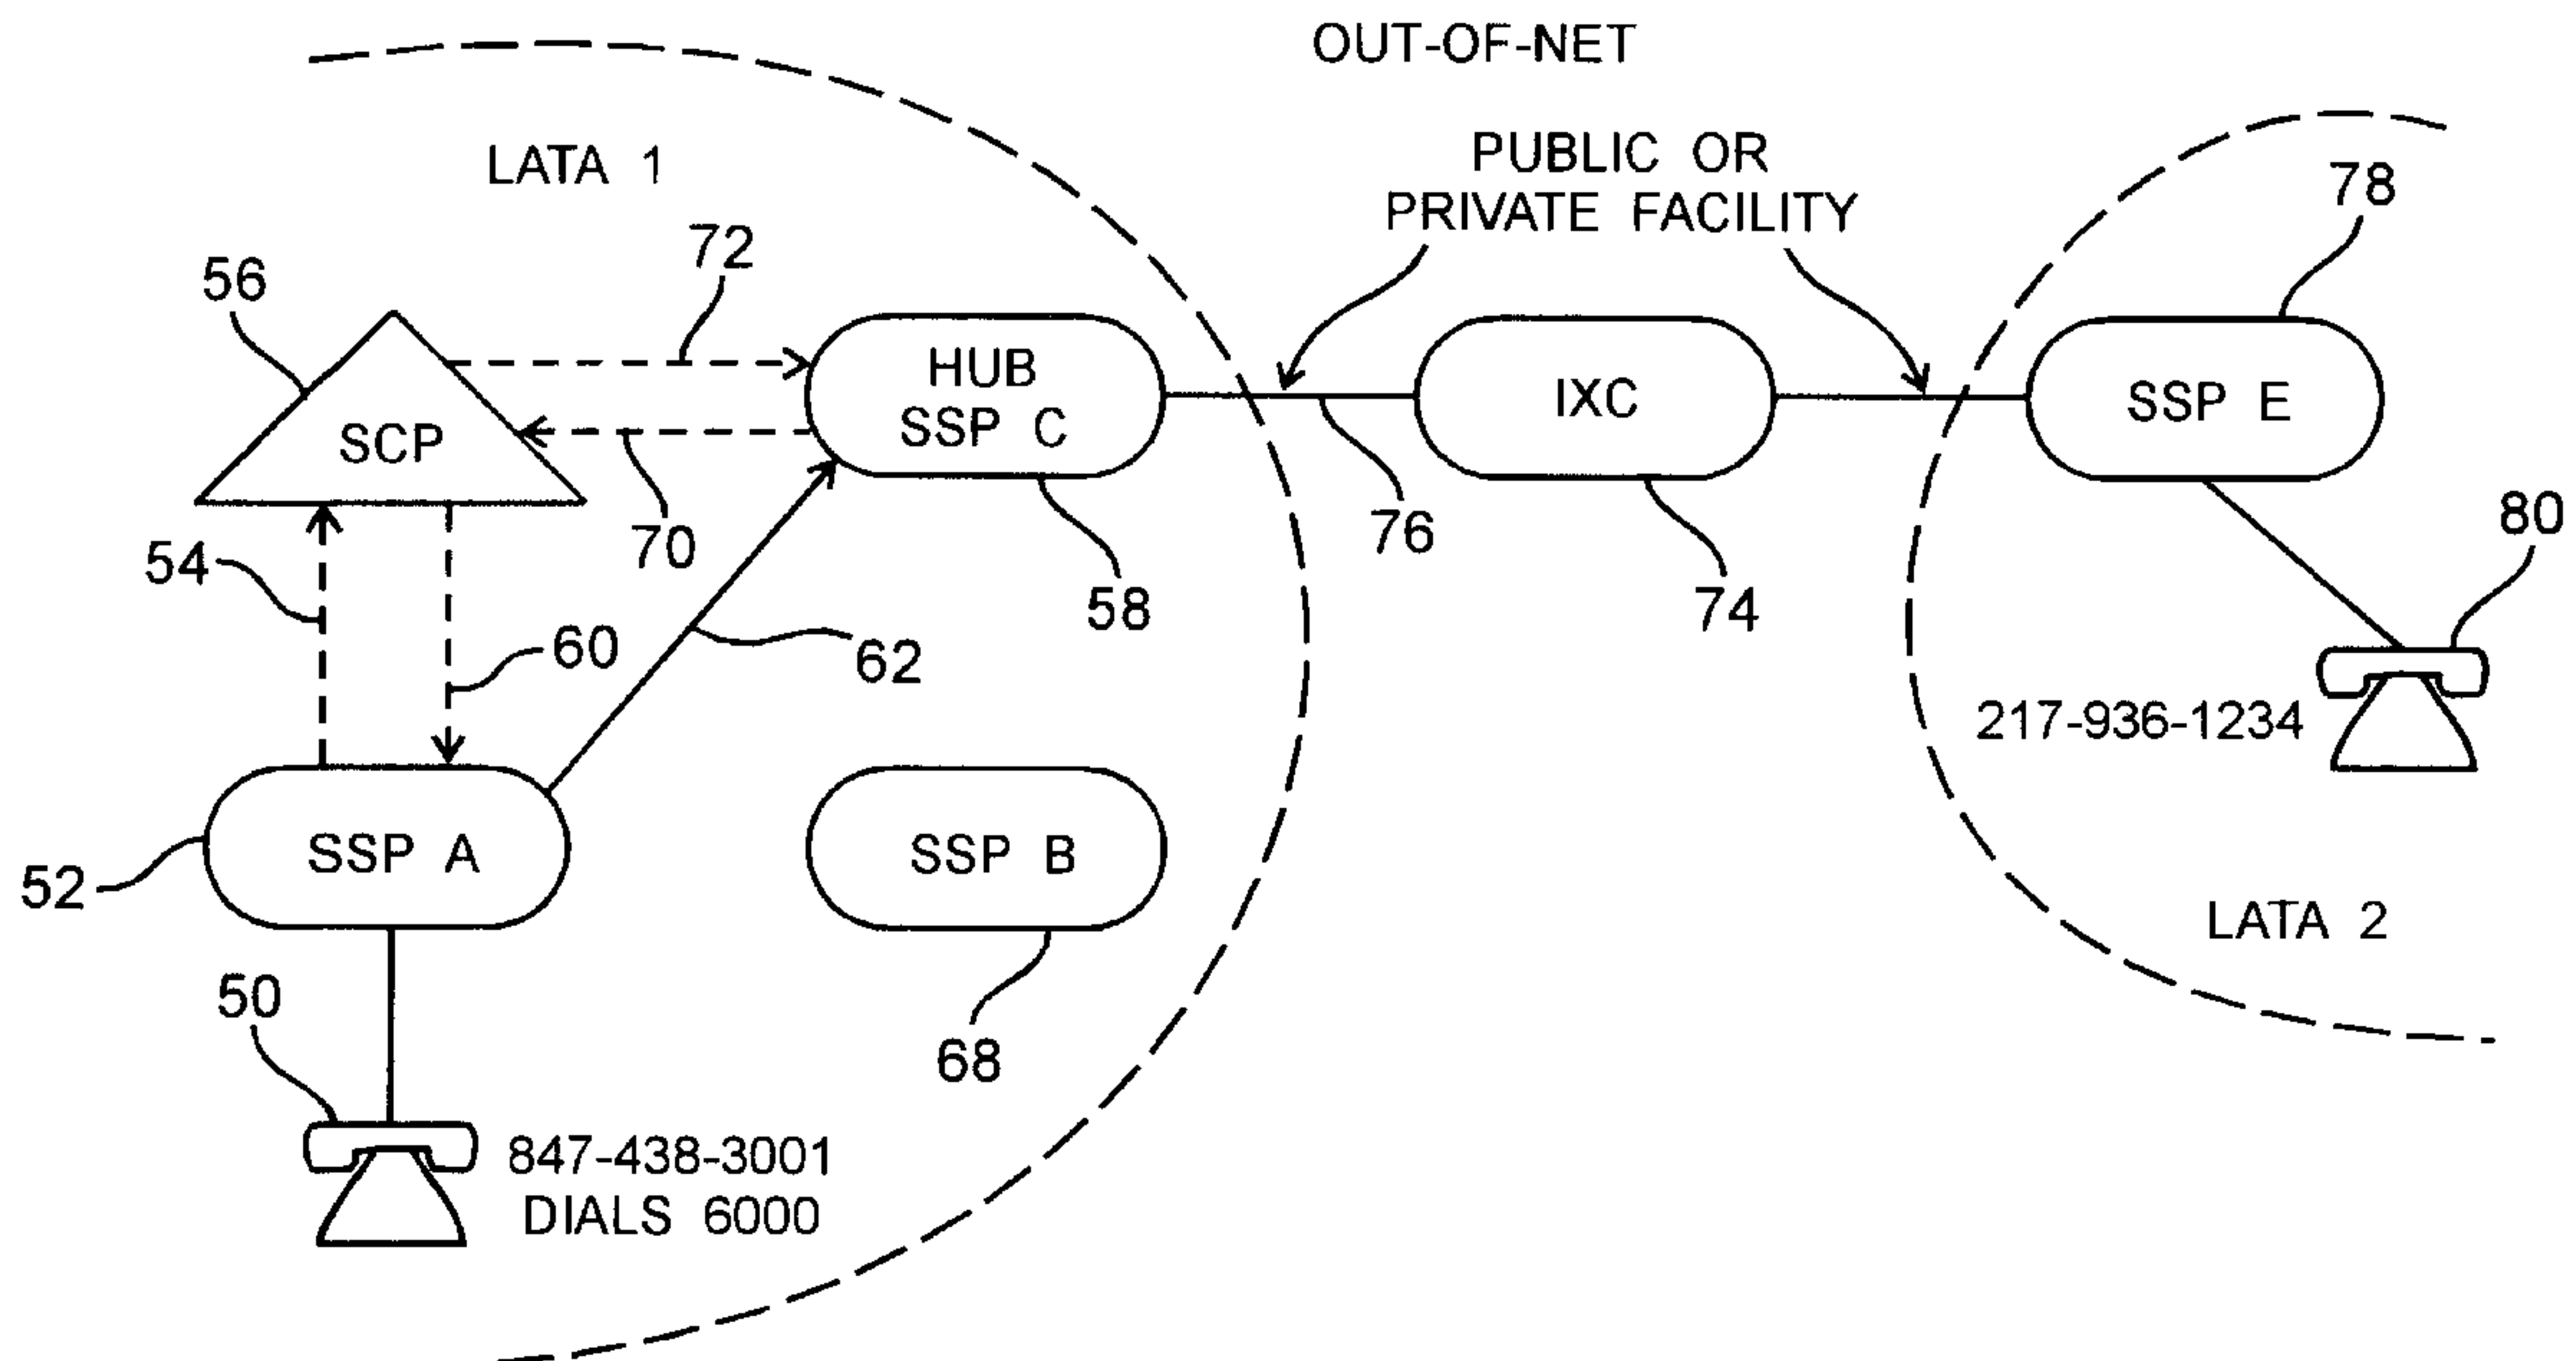 OUT-OF-NET
LATA 1
PUBLIC OR
PRIVATE FACILITY
78
72
56
HUB
SSP C
IXC
SSP E
SCP
70
76
80
54
58
74
60
62
217-936-1234
SSP A
SSP B
52
LATA 2
50
68
847-438-3001
DIALS 6000